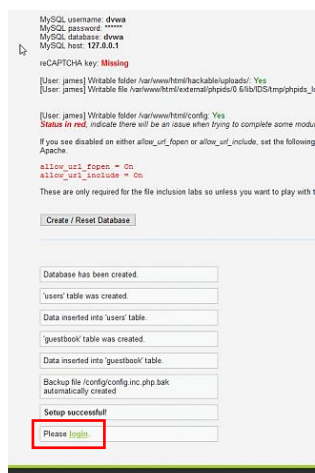 MySQL username: dvwa
MySQL password: ******
MySQL database: dvwa
MySQL host: 127.0.0.1
reCAPTCHA key: Missing
[User: james] Writable folder /var/www/html/hackable/uploads/: Yes
[User: james] Writable file /var/www/html/external/phpids/0.6/lib/IDS/tmp/phpids_lo
[User: james] Writable folder /var/www/html/config: Yes
Status in red, indicate there will be an issue when trying to complete some modu
If you see disabled on either allow_url_fopen or allow_url_include, set the following
Apache.
allow_url_fopen = On
allow_url_include = On
These are only required for the file inclusion labs so unless you want to play with t
Create / Reset Database
Database has been created.
'users' table was created.
Data inserted into 'users' table.
'guestbook' table was created.
Data inserted into 'guestbook' table.
Backup file /config/config.inc.php.bak
automatically created
Setup successful!
Please login.